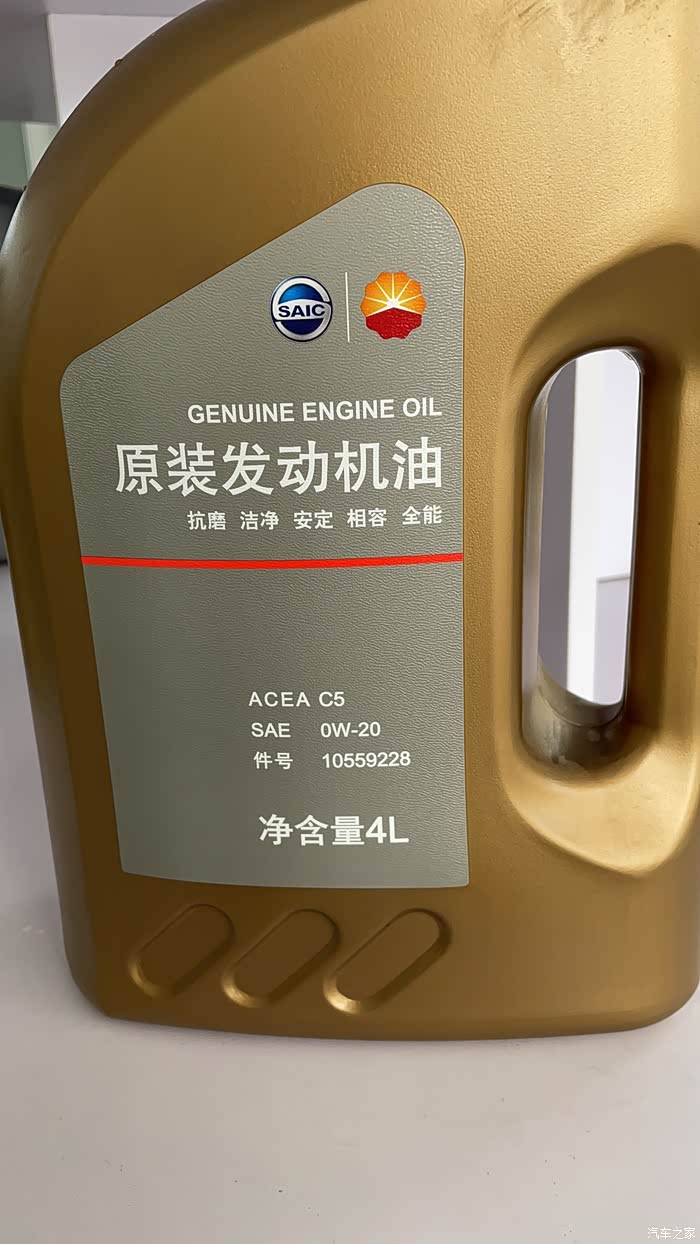 SAIC
GENUINE ENGINE OIL
原装发动机油
抗磨 洁净 安定 相容 全能
ACEA C5
SAE 0W-20
件号 10559228
净含量4L
汽车之家